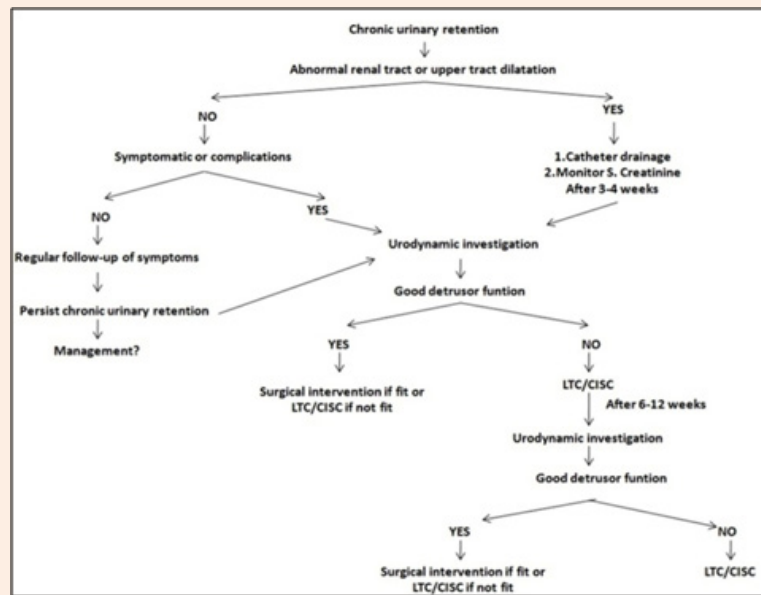 Chronic urinary retention
Abnormal renal tract or upper tract dilatation
NO
YES
Symptomatic or complications
1.Catheter drainage
2.Monitor S. Creatinine
After 3-4 weeks
NO
YES
Regular follow-up of symptoms
Urodynamic investigation
Persist chronic urinary retention
Good detrusor funtion
Management?
YES
NO
Surgical intervention if fit or
LTC/CISC if not fit
LTC/CISC
After 6-12 weeks
Urodynamic investigation
Good detrusor funtion
YES
NO
Surgical intervention if fit or
LTC/CISC if not fit
LTC/CISC